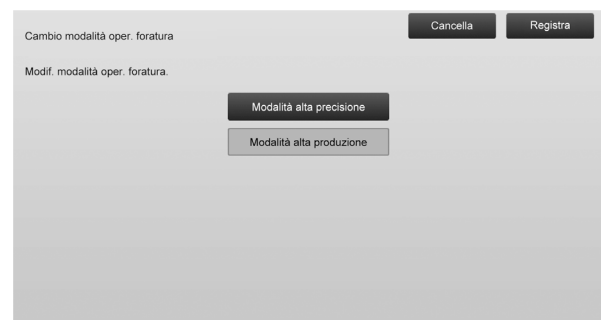 Cancella
Registra
Cambio modalità oper. foratura
Modif. modalità oper. foratura.
Modalità alta precisione
Modalità alta produzione